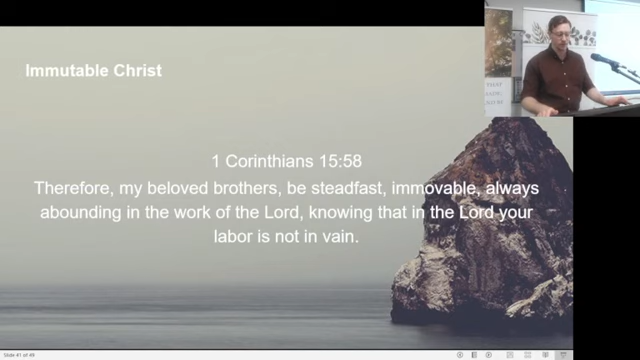 Immutable Christ
1 Corinthians 15:58
Therefore, my beloved brothers, be steadfast, immovable, always
abounding in the work of the Lord, knowing that in the Lord your
labor is not in vain.
Slide 41 of 49